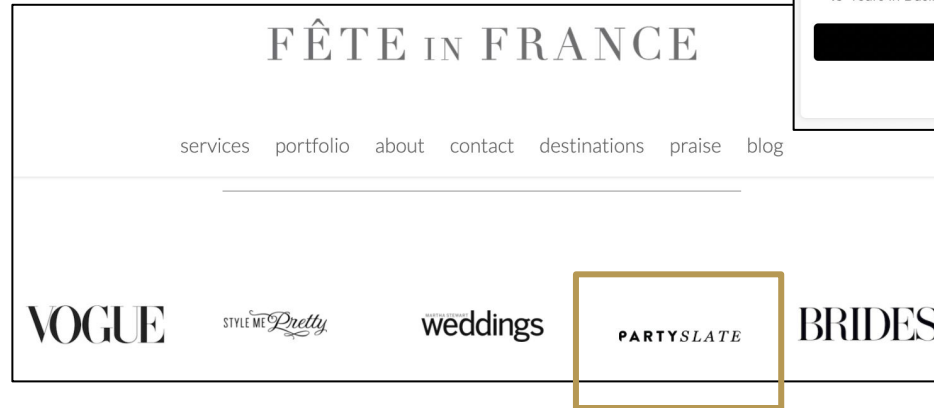 FÊTE IN FRANCE
services portfolio about contact destinations praise blog
VOGUE
STYLE ME Pretty
MARTHA STEWART weddings
PARTYSLATE
BRIDES